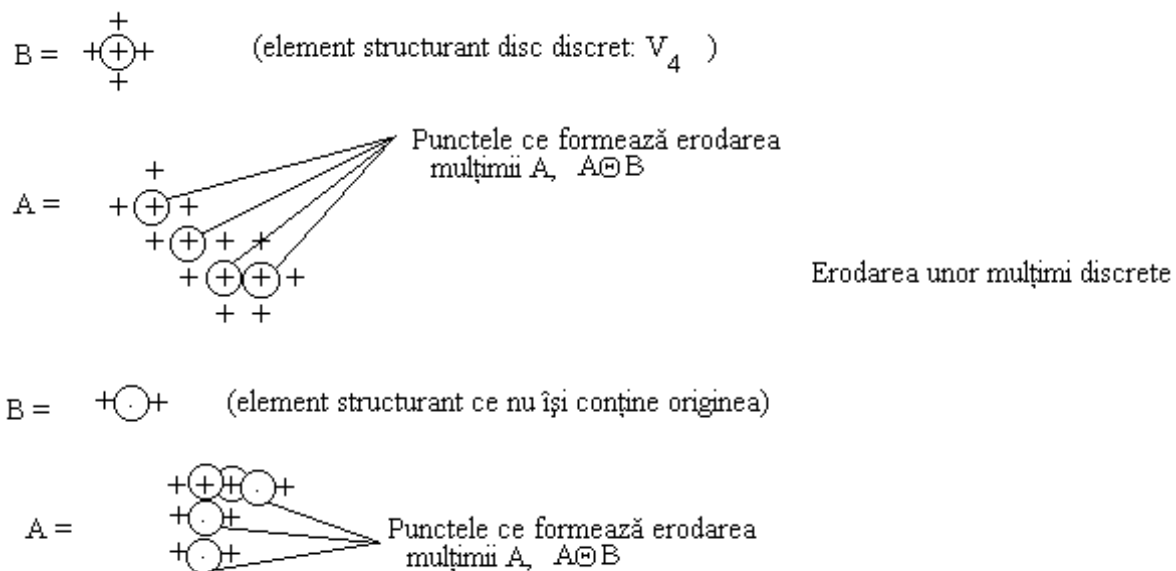 B = (element structurant disc discret: V4 )
Punctele ce formează erodarea
mulțimii A, AΘB
A =
Erodarea unor mulțimi discrete
B = (element structurant ce nu își conține originea)
A =
Punctele ce formează erodarea
mulțimii A, AΘB